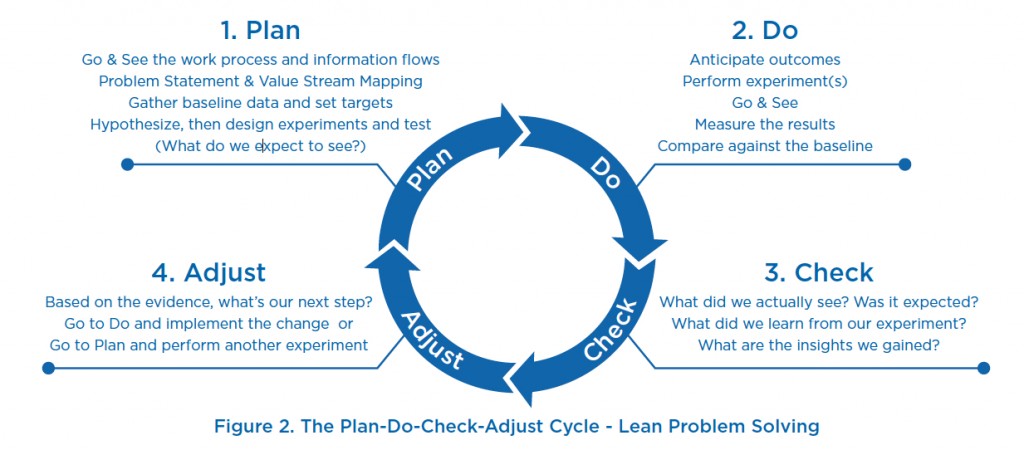 1. Plan
Go & See the work process and information flows
Problem Statement & Value Stream Mapping
Gather baseline data and set targets
Hypothesize, then design experiments and test
(What do we expect to see?)
2. Do
Anticipate outcomes
Perform experiment(s)
Go & See
Measure the results
Compare against the baseline
Plan
Do
Check
Adjust
4. Adjust
Based on the evidence, what's our next step?
Go to Do and implement the change or
Go to Plan and perform another experiment
3. Check
What did we actually see? Was it expected?
What did we learn from our experiment?
What are the insights we gained?
Figure 2. The Plan-Do-Check-Adjust Cycle - Lean Problem Solving